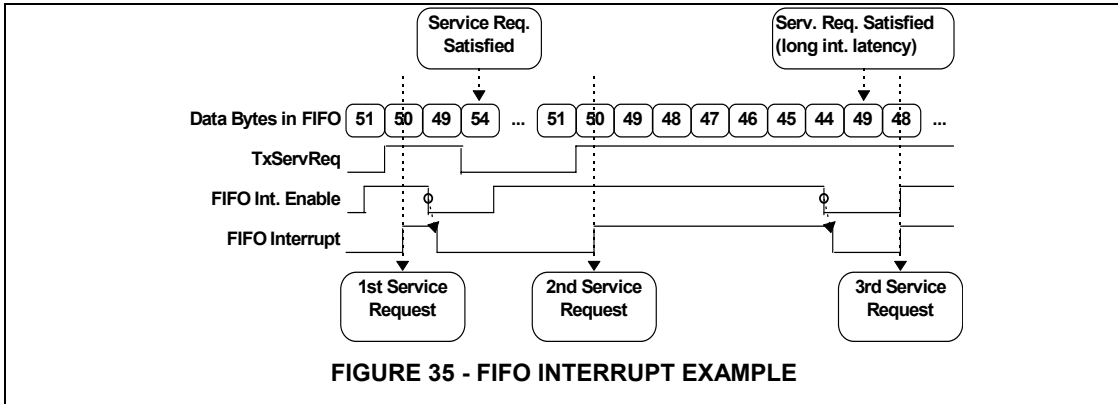 Service Req.
Satisfied
Serv. Req. Satisfied
(long int. latency)
Data Bytes in FIFO 51 50 49 54 ... 51 50 49 48 47 46 45 44 49 48 ...
TxServReq
FIFO Int. Enable
FIFO Interrupt
1st Service
Request
2nd Service
Request
3rd Service
Request
FIGURE 35 - FIFO INTERRUPT EXAMPLE